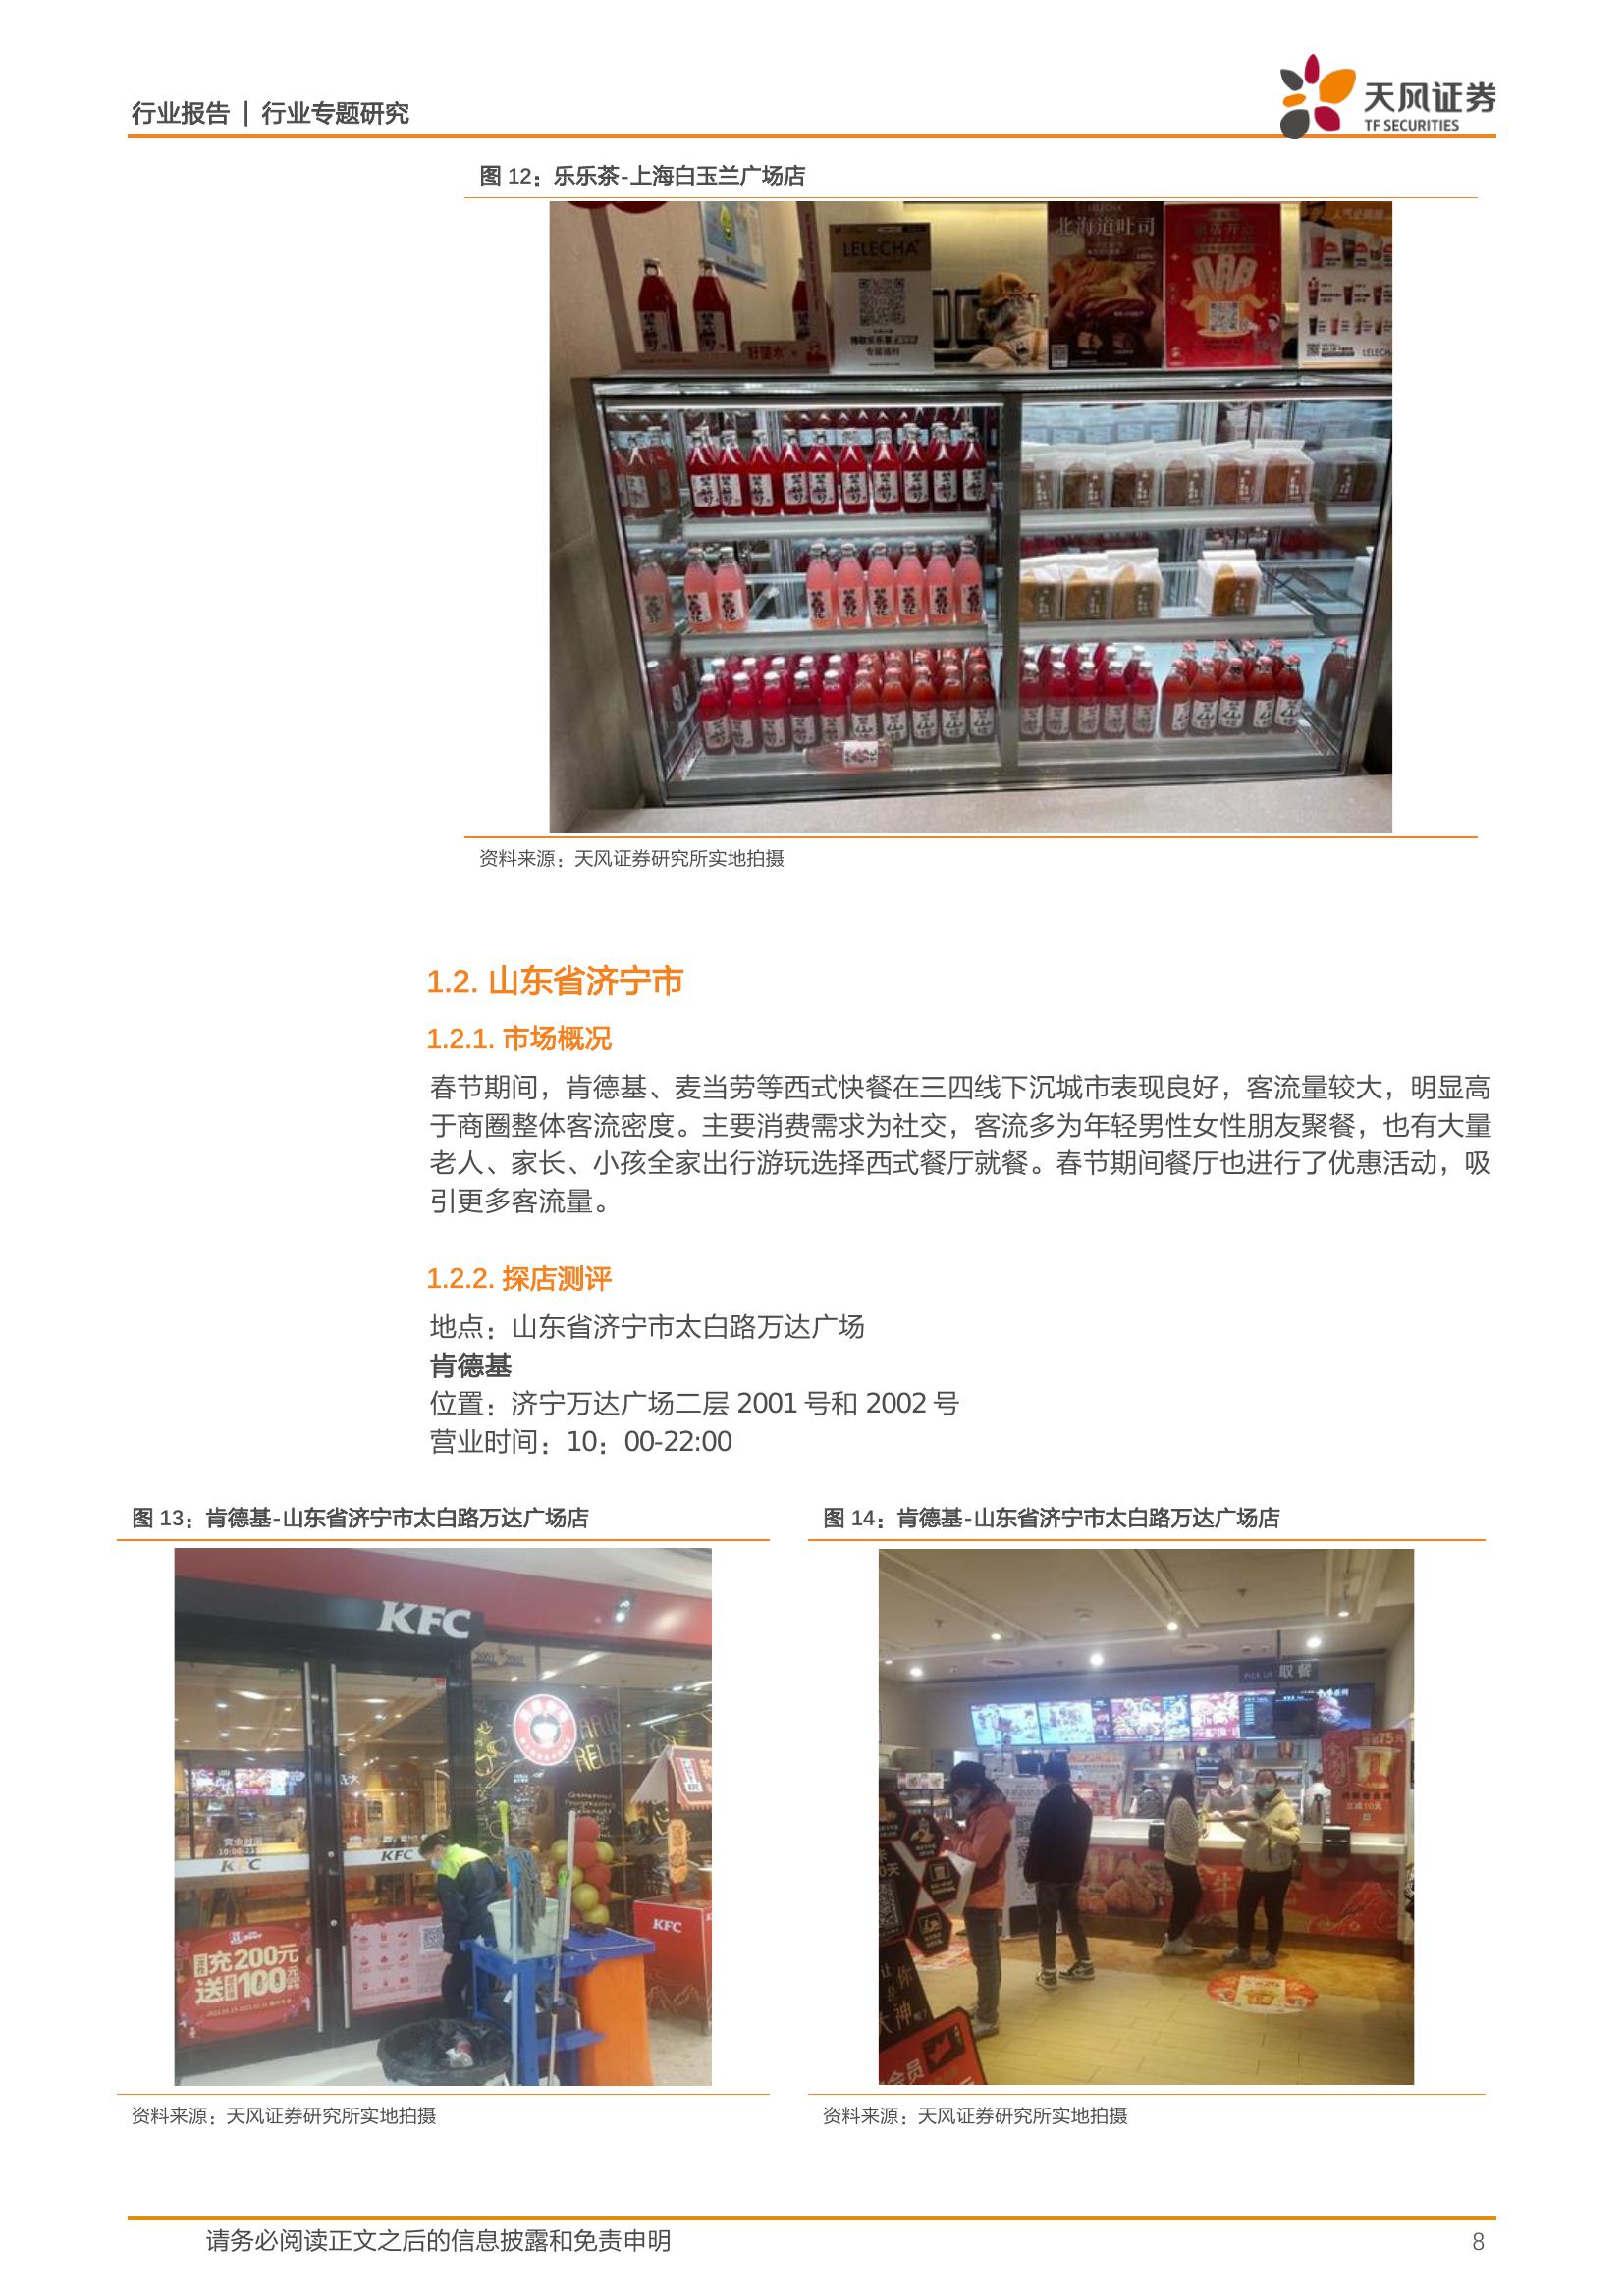 行业报告 | 行业专题研究
天风证券
TF SECURITIES
图 12：乐乐茶-上海白玉兰广场店
LELECHA
北海道吐司
资料来源：天风证券研究所实地拍摄
1.2. 山东省济宁市
1.2.1. 市场概况
春节期间，肯德基、麦当劳等西式快餐在三四线下沉城市表现良好，客流量较大，明显高
于商圈整体客流密度。主要消费需求为社交，客流多为年轻男性女性朋友聚餐，也有大量
老人、家长、小孩全家出行游玩选择西式餐厅就餐。春节期间餐厅也进行了优惠活动，吸
引更多客流量。
1.2.2. 探店测评
地点：山东省济宁市太白路万达广场
肯德基
位置：济宁万达广场二层 2001 号和 2002 号
营业时间：10：00-22:00
图 13：肯德基-山东省济宁市太白路万达广场店
图 14：肯德基-山东省济宁市太白路万达广场店
KFC
KFC
KFC
KFC
充200元
送100元
PICK UP 取餐
资料来源：天风证券研究所实地拍摄
资料来源：天风证券研究所实地拍摄
请务必阅读正文之后的信息披露和免责申明
8